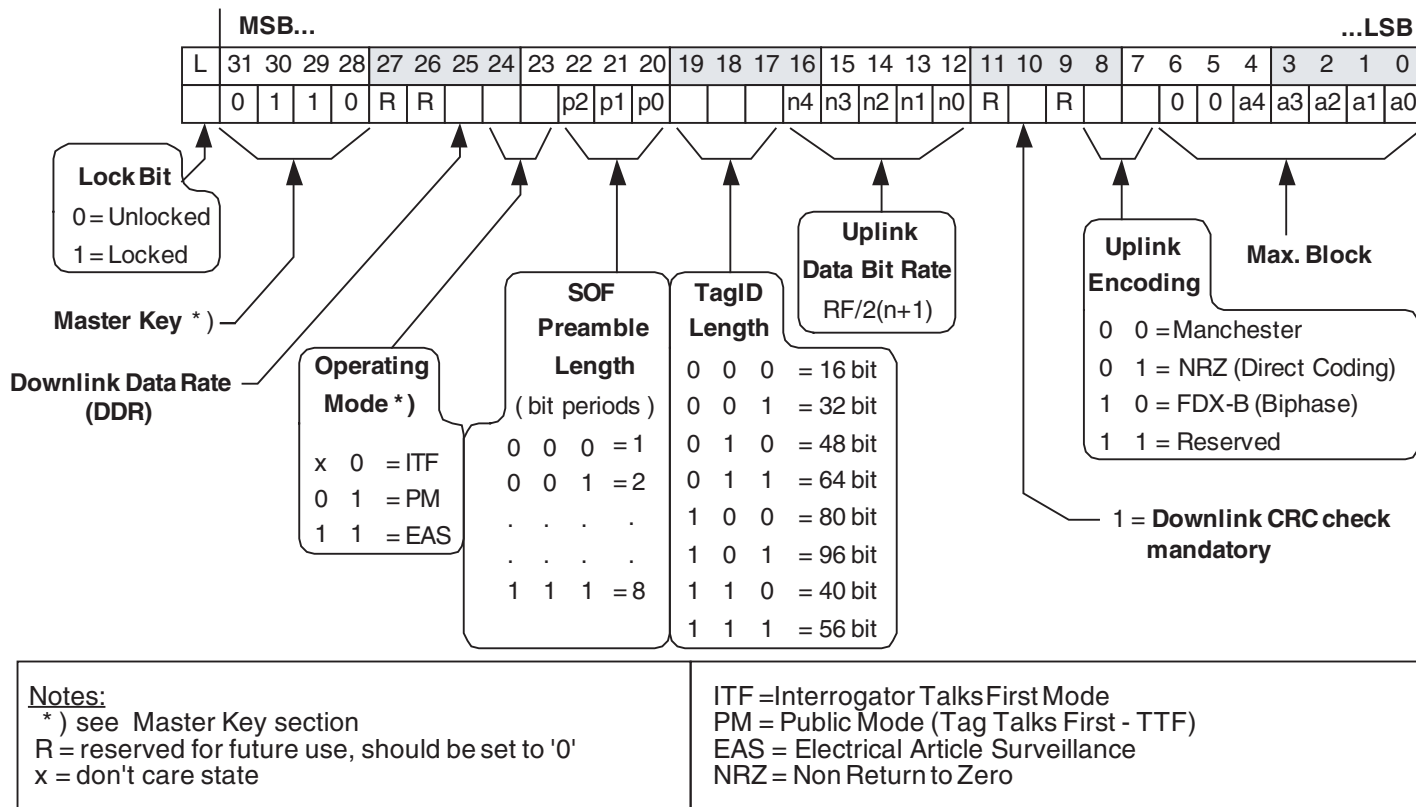 MSB... ...LSB
L 31 30 29 28 27 26 25 24 23 22 21 20 19 18 17 16 15 14 13 12 11 10 9 8 7 6 5 4 3 2 1 0
0 1 1 0 R R p2 p1 p0 n4 n3 n2 n1 n0 R R 0 0 a4 a3 a2 a1 a0
Lock Bit
0 = Unlocked
1 = Locked
Master Key *)
Downlink Data Rate
(DDR)
Operating
Mode *)
x 0 = ITF
0 1 = PM
1 1 = EAS
SOF
Preamble
Length
( bit periods )
0 0 0 = 1
0 0 1 = 2
. . . .
. . . .
1 1 1 = 8
TagID
Length
0 0 0 = 16 bit
0 0 1 = 32 bit
0 1 0 = 48 bit
0 1 1 = 64 bit
1 0 0 = 80 bit
1 0 1 = 96 bit
1 1 0 = 40 bit
1 1 1 = 56 bit
Uplink
Data Bit Rate
RF/2(n+1)
Uplink
Encoding
0 0 = Manchester
0 1 = NRZ (Direct Coding)
1 0 = FDX-B (Biphase)
1 1 = Reserved
Max. Block
1 = Downlink CRC check
mandatory
Notes:
*) see Master Key section
R = reserved for future use, should be set to '0'
x = don't care state
ITF = Interrogator Talks First Mode
PM = Public Mode (Tag Talks First - TTF)
EAS = Electrical Article Surveillance
NRZ = Non Return to Zero